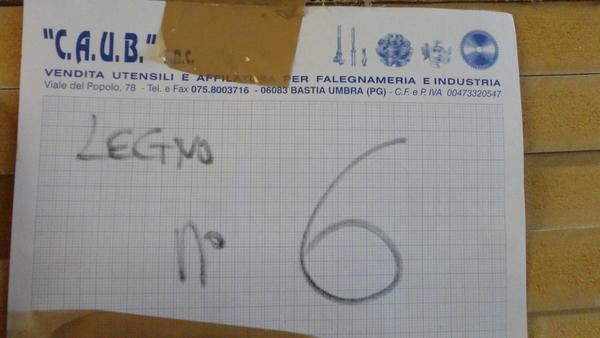 "C.A.U.B." S.N.C.
VENDITA UTENSILI E AFFILATURA PER FALEGNAMERIA E INDUSTRIA
Viale del Popolo, 78 - Tel. e Fax 075.8003716 - 06083 BASTIA UMBRA (PG) - C.F. e P. IVA 00473320547
LEGNO
n° 6